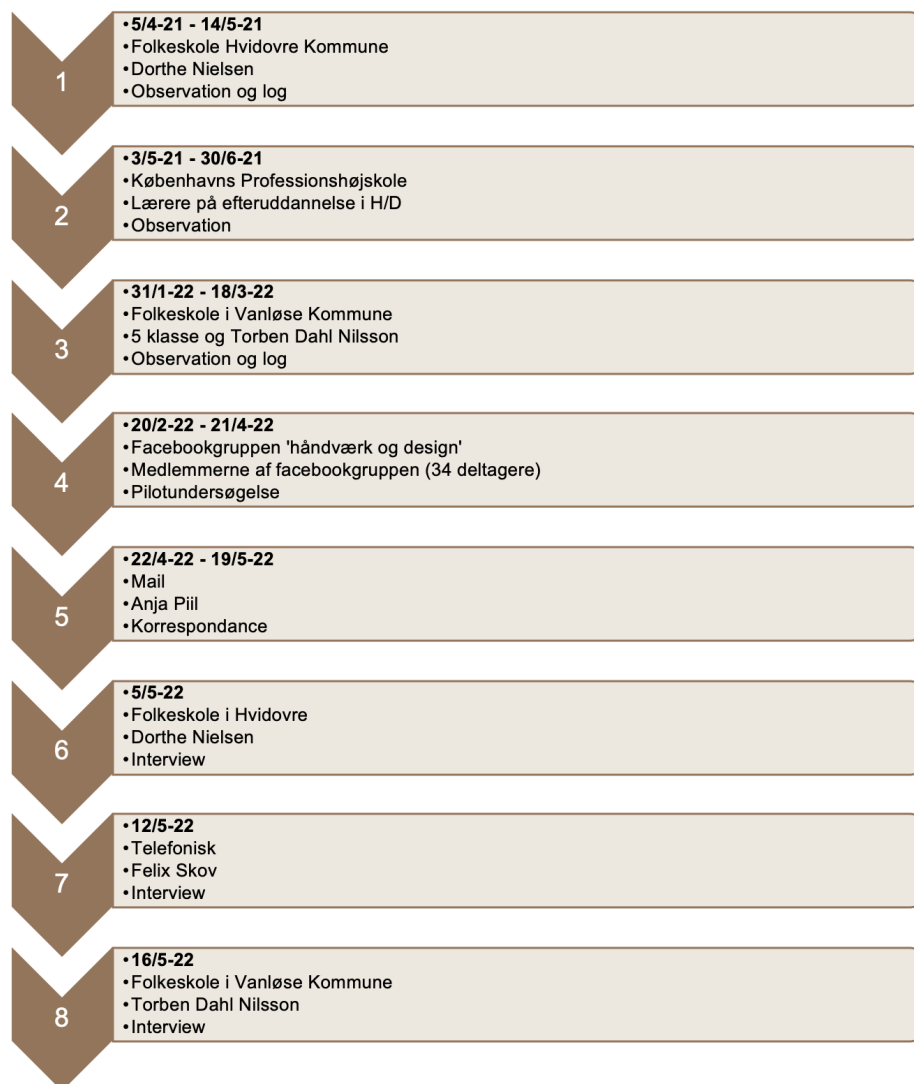 1
•5/4-21 - 14/5-21
•Folkeskole Hvidovre Kommune
•Dorthe Nielsen
•Observation og log
2
•3/5-21 - 30/6-21
•Københavns Professionshøjskole
•Lærere på efteruddannelse i H/D
•Observation
3
•31/1-22 - 18/3-22
•Folkeskole i Vanløse Kommune
•5 klasse og Torben Dahl Nilsson
•Observation og log
4
•20/2-22 - 21/4-22
•Facebookgruppen 'håndværk og design'
•Medlemmerne af facebookgruppen (34 deltagere)
•Pilotundersøgelse
5
•22/4-22 - 19/5-22
•Mail
•Anja Piil
•Korrespondance
6
•5/5-22
•Folkeskole i Hvidovre
•Dorthe Nielsen
•Interview
7
•12/5-22
•Telefonisk
•Felix Skov
•Interview
8
•16/5-22
•Folkeskole i Vanløse Kommune
•Torben Dahl Nilsson
•Interview